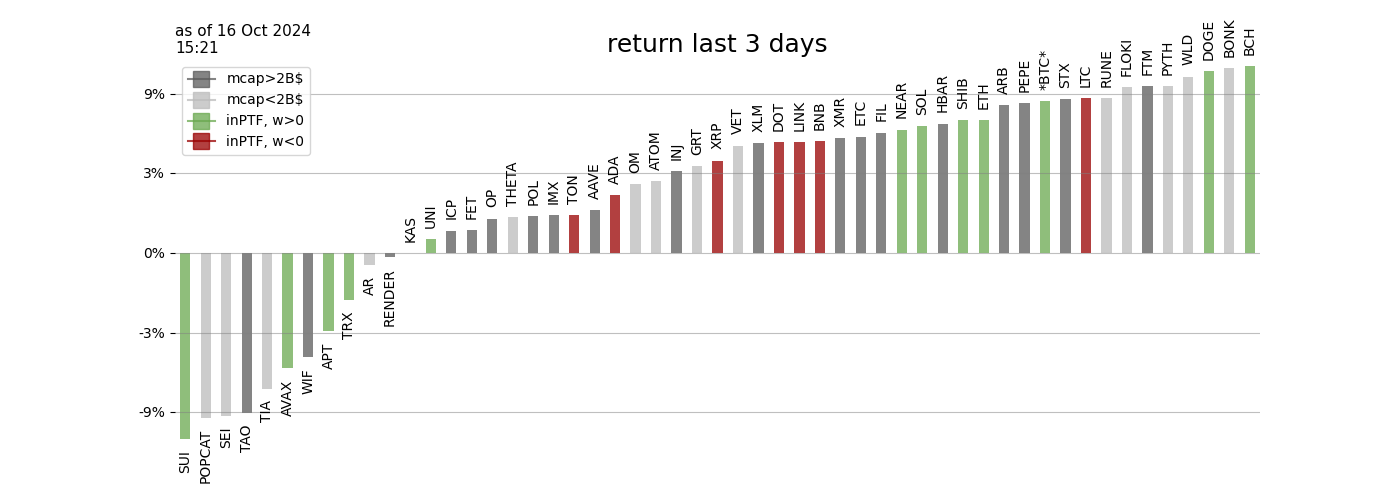 as of 16 Oct 2024
15:21
return last 3 days
mcap>2B$
mcap<2B$
inPTF, w>0
inPTF, w<0
9%
3%
0%
-3%
-9%
SUI
POPCAT
SEI
TAO
TIA
AVAX
WIF
APT
TRX
AR
RENDER
KAS
UNI
ICP
FET
OP
THETA
POL
IMX
TON
AAVE
ADA
OM
ATOM
INJ
GRT
XRP
VET
XLM
DOT
LINK
BNB
XMR
ETC
FIL
NEAR
SOL
HBAR
SHIB
ETH
ARB
PEPE
*BTC*
STX
LTC
RUNE
FLOKI
FTM
PYTH
WLD
DOGE
BONK
BCH